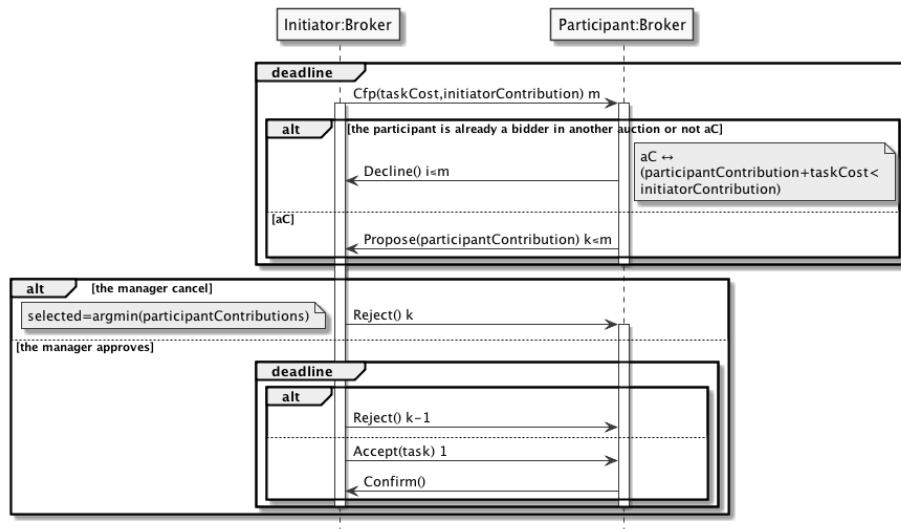 Initiator:Broker
Participant:Broker
deadline
Cfp(taskCost,initiatorContribution) m
alt
[the participant is already a bidder in another auction or not aC]
aC ↔
(participantContribution+taskCost<
initiatorContribution)
Decline() i≤m
[aC]
Propose(participantContribution) k≤m
alt
[the manager cancel]
selected=argmin(participantContributions)
Reject() k
[the manager approves]
deadline
alt
Reject() k-1
Accept(task) 1
Confirm()